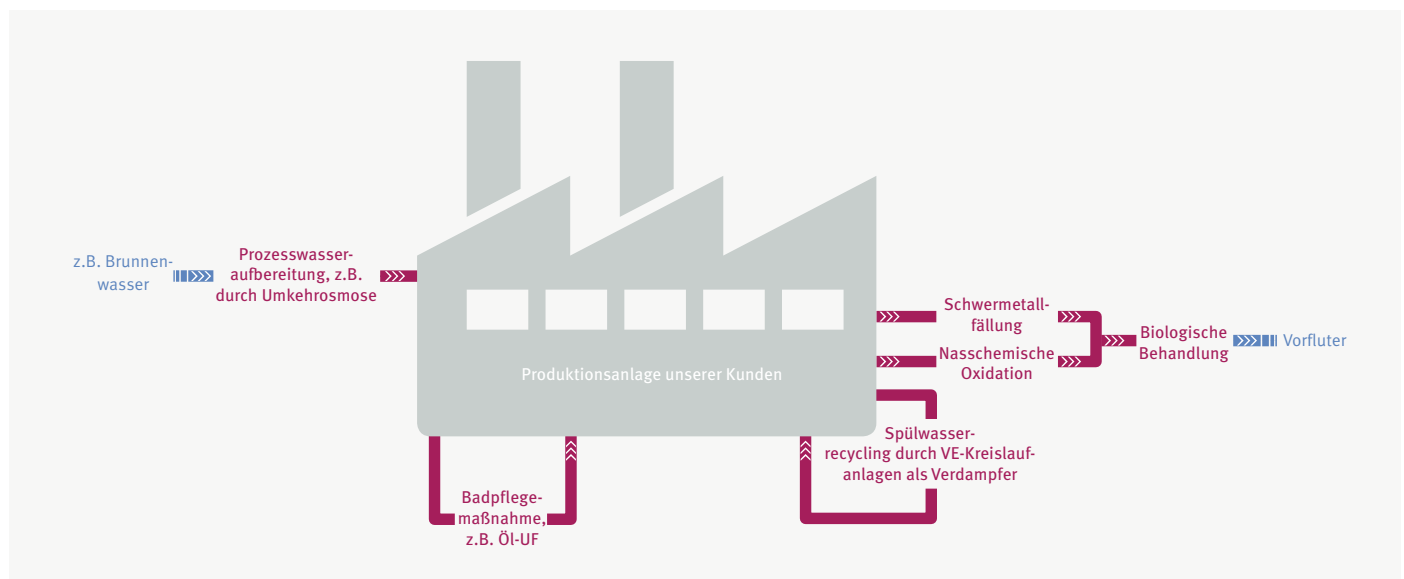 z.B. Brunnen-
wasser
Prozesswasser-
aufbereitung, z.B.
durch Umkehrosmose
Produktionsanlage unserer Kunden
Schwermetall-
fällung
Nasschemische
Oxidation
Biologische
Behandlung
Vorfluter
Spülwasser-
recycling durch VE-Kreislauf-
anlagen als Verdampfer
Badpflege-
maßnahme,
z.B. Öl-UF